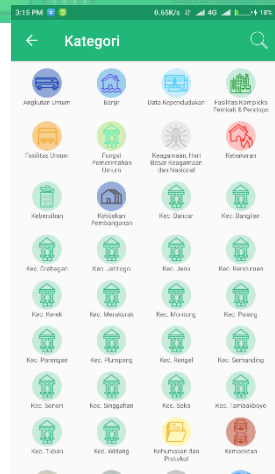 3:15 PM 0.65K/s 4G 18%
Kategori
Angkutan Umum
Banjir
Data Kependudukan
Fasilitas Kompleks
Pemkab & Pendopo
Fasilitas Umum
Fungsi
Pemerintahan
Umum
Keagamaan, Hari
Besar Keagamaan
dan Nasional
Kebakaran
Kebersihan
Kebijakan
Pembangunan
Kec. Bancar
Kec. Bangilan
Kec. Grabagan
Kec. Jatirogo
Kec. Jenu
Kec. Kenduruan
Kec. Kerek
Kec. Merakurak
Kec. Montong
Kec. Palang
Kec. Parengan
Kec. Plumpang
Kec. Rengel
Kec. Semanding
Kec. Senori
Kec. Singgahan
Kec. Soko
Kec. Tambakboyo
Kec. Tuban
Kec. Widang
Kehumasan dan
Protokol
Kemacetan